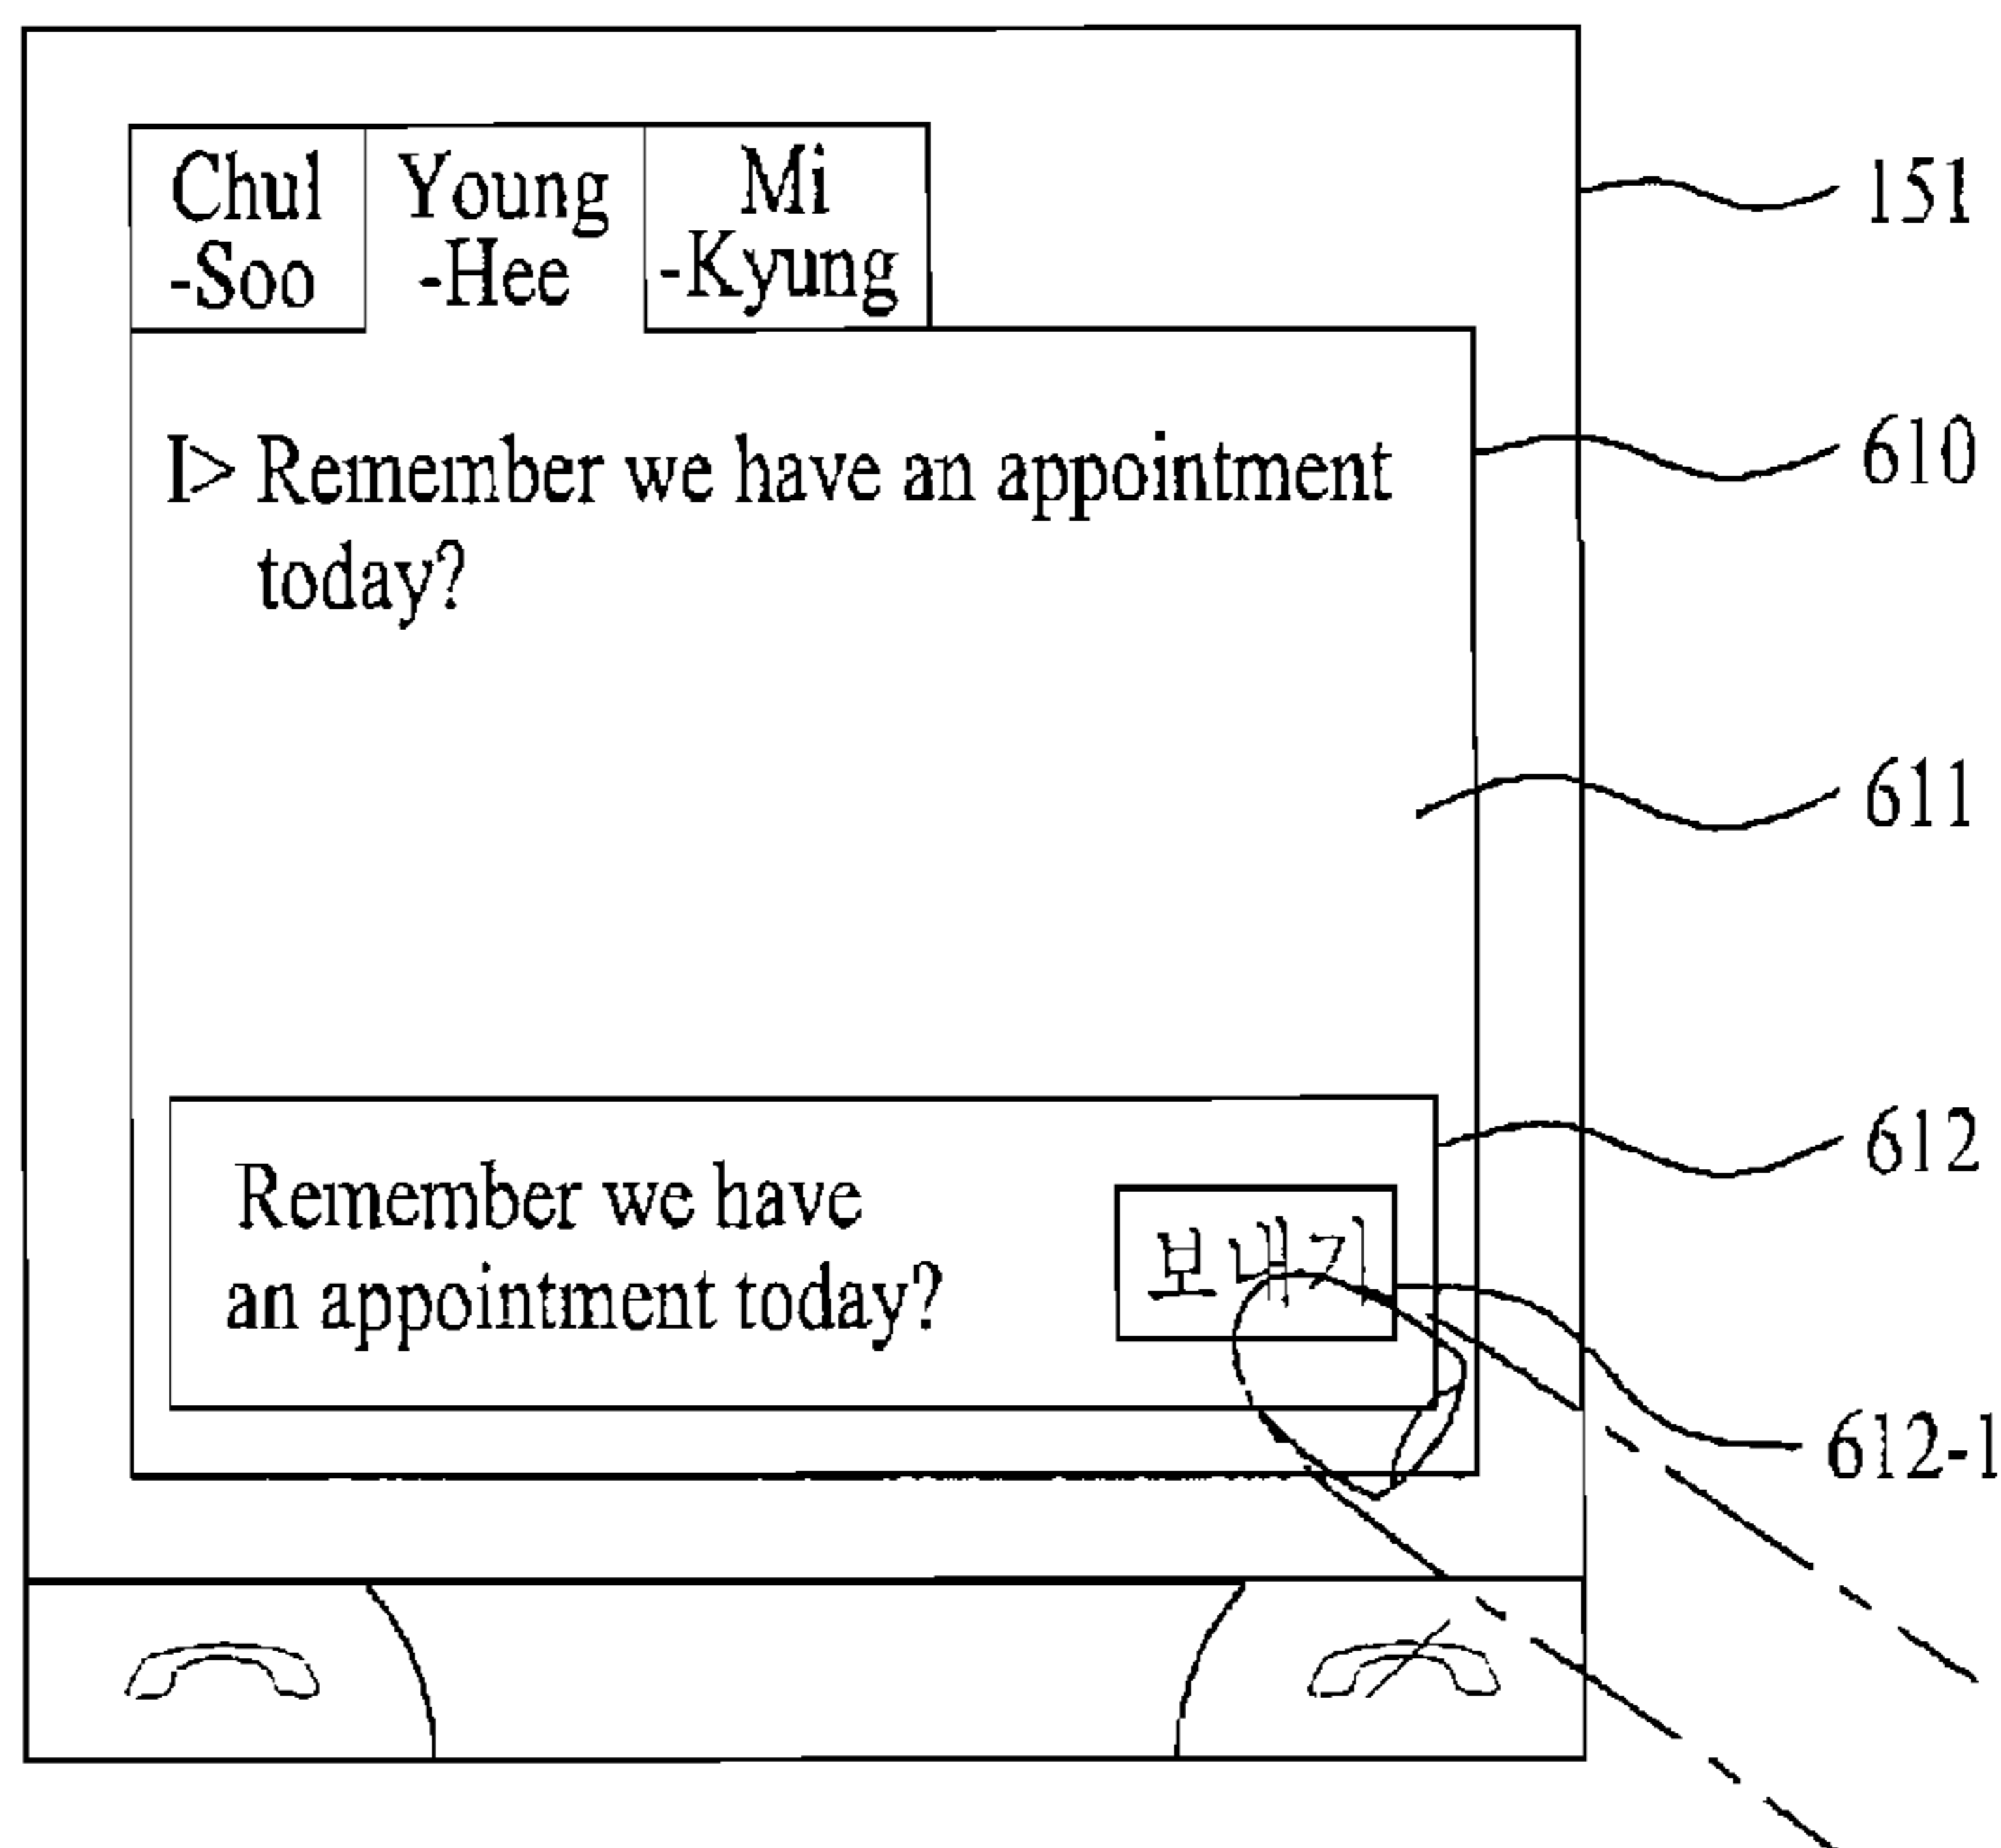 Chul
-Soo
Young
-Hee
Mi
-Kyung
I> Remember we have an appointment
today?
Remember we have
an appointment today?
보내기
151
610
611
612
612-1